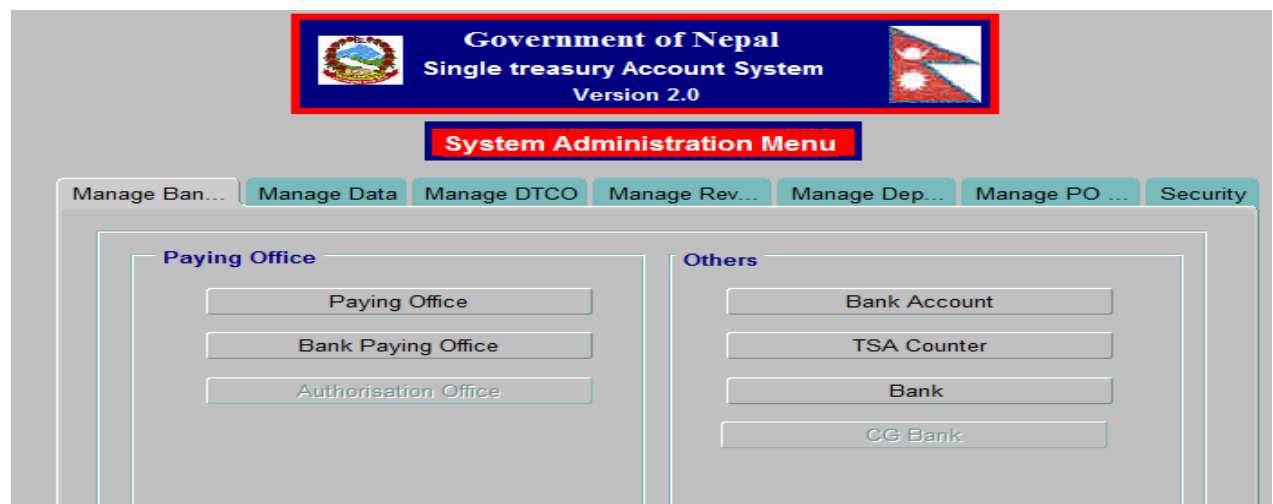 Government of Nepal
Single treasury Account System
Version 2.0
System Administration Menu
Manage Ban... Manage Data Manage DTCO Manage Rev... Manage Dep... Manage PO ... Security
Paying Office
Paying Office
Bank Paying Office
Authorisation Office
Others
Bank Account
TSA Counter
Bank
CG Bank